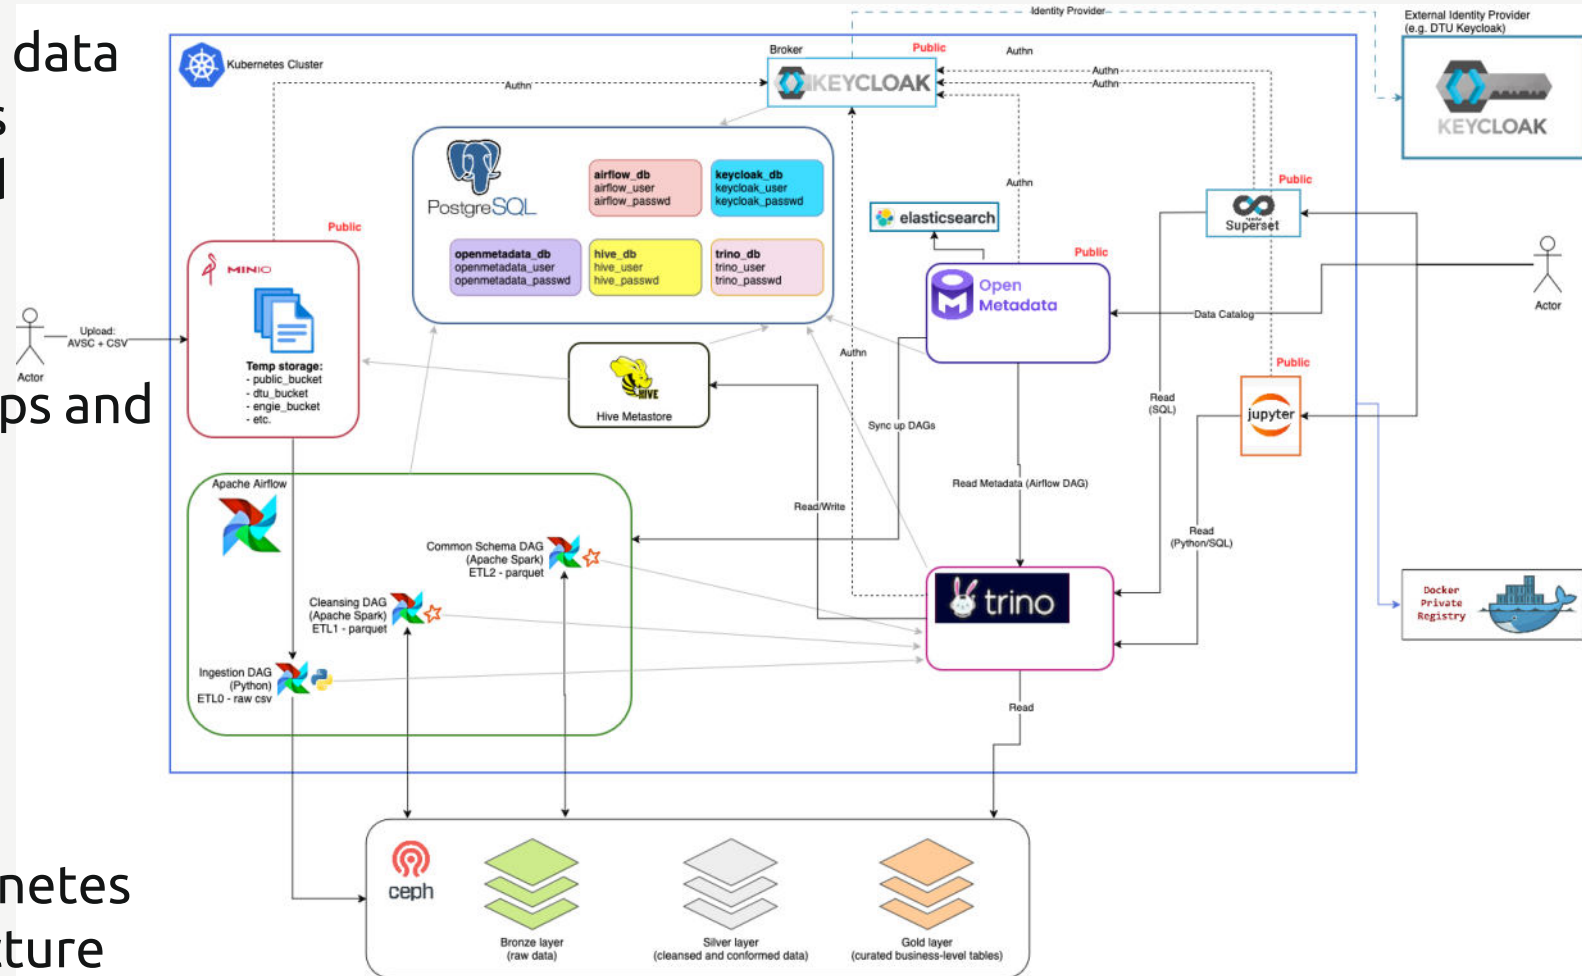 data
s
l
ps and
netes
cture
Identity Provider
External Identity Provider
(e.g. DTU Keycloak)
KEYCLOAK
Kubernetes Cluster
Broker
Public
KEYCLOAK
Authn
Authn
Authn
Authn
Authn
Authn
PostgreSQL
airflow_db
airflow_user
airflow_passwd
keycloak_db
keycloak_user
keycloak_passwd
openmetadata_db
openmetadata_user
openmetadata_passwd
hive_db
hive_user
hive_passwd
trino_db
trino_user
trino_passwd
elasticsearch
Public
Superset
Public
MINIO
Temp storage:
- public_bucket
- dtu_bucket
- engie_bucket
- etc.
Actor
Upload:
AVSC + CSV
Public
Open
Metadata
Data Catalog
Actor
HIVE
Hive Metastore
Sync up DAGs
Read
(SQL)
Public
jupyter
Apache Airflow
Read/Write
Read Metadata (Airflow DAG)
Read
(Python/SQL)
Common Schema DAG
(Apache Spark)
ETL2 - parquet
Cleansing DAG
(Apache Spark)
ETL1 - parquet
Ingestion DAG
(Python)
ETL0 - raw csv
trino
Docker
Private
Registry
Read
ceph
Bronze layer
(raw data)
Silver layer
(cleansed and conformed data)
Gold layer
(curated business-level tables)